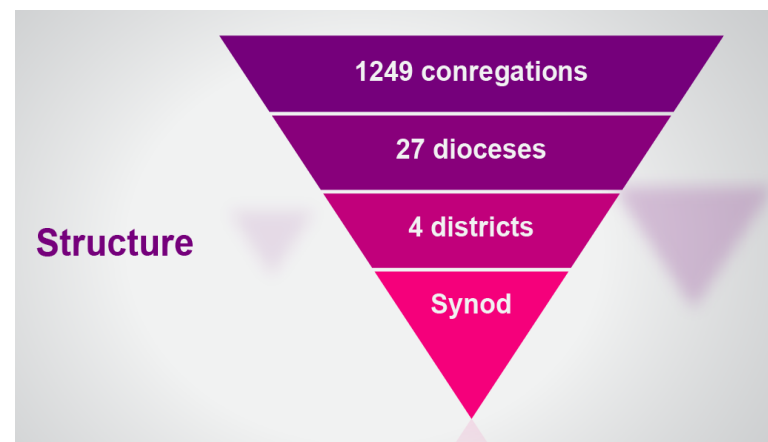 Structure
1249 conregations
27 dioceses
4 districts
Synod